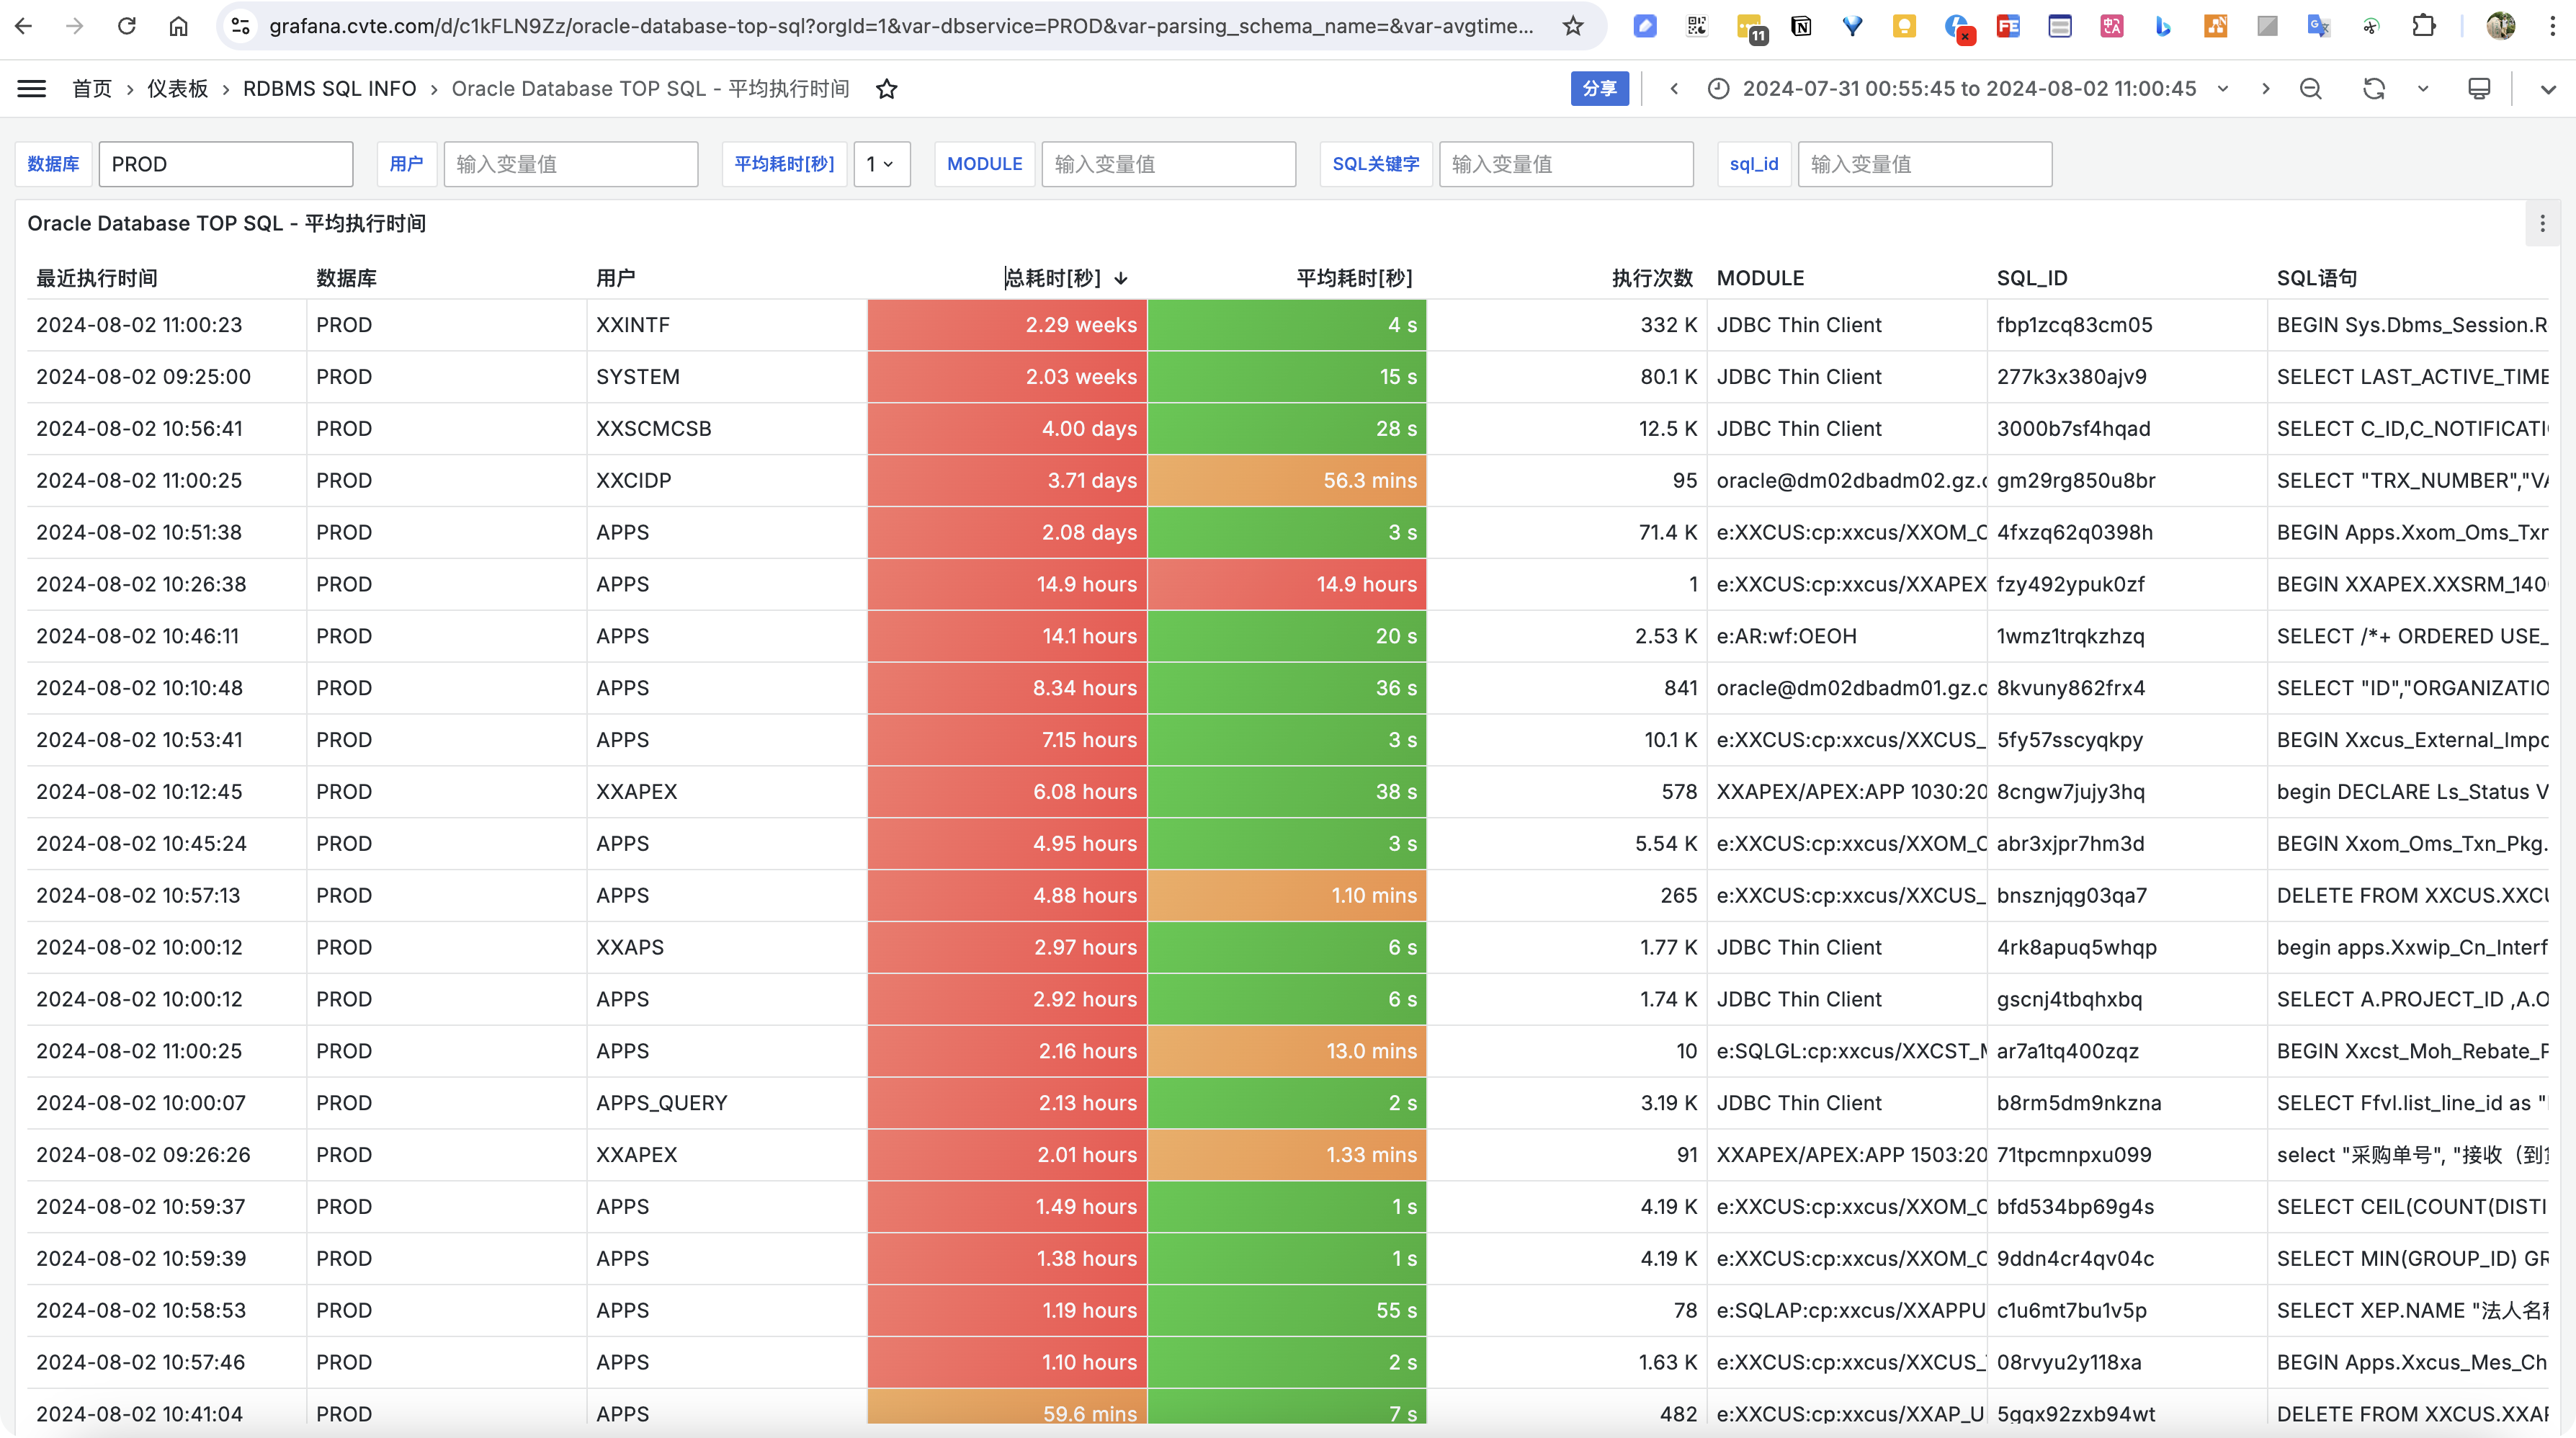 grafana.cvte.com/d/c1kFLN9Zz/oracle-database-top-sql?orgId=1&var-dbservice=PROD&var-parsing_schema_name=&var-avgtime...
11
首页 › 仪表板 › RDBMS SQL INFO › Oracle Database TOP SQL - 平均执行时间
分享 2024-07-31 00:55:45 to 2024-08-02 11:00:45
数据库 PROD 用户 输入变量值 平均耗时[秒] 1 MODULE 输入变量值 SQL关键字 输入变量值 sql_id 输入变量值
Oracle Database TOP SQL - 平均执行时间
最近执行时间 数据库 用户 总耗时[秒] ↓ 平均耗时[秒] 执行次数 MODULE SQL_ID SQL语句
2024-08-02 11:00:23 PROD XXINTF 2.29 weeks 4 s 332 K JDBC Thin Client fbp1zcq83cm05 BEGIN Sys.Dbms_Session.R
2024-08-02 09:25:00 PROD SYSTEM 2.03 weeks 15 s 80.1 K JDBC Thin Client 277k3x380ajv9 SELECT LAST_ACTIVE_TIME
2024-08-02 10:56:41 PROD XXSCMCSB 4.00 days 28 s 12.5 K JDBC Thin Client 3000b7sf4hqad SELECT C_ID,C_NOTIFICATI
2024-08-02 11:00:25 PROD XXCIDP 3.71 days 56.3 mins 95 oracle@dm02dbadm02.gz.c gm29rg850u8br SELECT "TRX_NUMBER","VA
2024-08-02 10:51:38 PROD APPS 2.08 days 3 s 71.4 K e:XXCUS:cp:xxcus/XXOM_C 4fxzq62q0398h BEGIN Apps.Xxom_Oms_Txn
2024-08-02 10:26:38 PROD APPS 14.9 hours 14.9 hours 1 e:XXCUS:cp:xxcus/XXAPEX fzy492ypuk0zf BEGIN XXAPEX.XXSRM_140
2024-08-02 10:46:11 PROD APPS 14.1 hours 20 s 2.53 K e:AR:wf:OEOH 1wmz1trqkzhzq SELECT /*+ ORDERED USE_
2024-08-02 10:10:48 PROD APPS 8.34 hours 36 s 841 oracle@dm02dbadm01.gz.c 8kvuny862frx4 SELECT "ID","ORGANIZATIO
2024-08-02 10:53:41 PROD APPS 7.15 hours 3 s 10.1 K e:XXCUS:cp:xxcus/XXCUS_ 5fy57sscyqkpy BEGIN Xxcus_External_Impo
2024-08-02 10:12:45 PROD XXAPEX 6.08 hours 38 s 578 XXAPEX/APEX:APP 1030:20 8cngw7jujy3hq begin DECLARE Ls_Status V
2024-08-02 10:45:24 PROD APPS 4.95 hours 3 s 5.54 K e:XXCUS:cp:xxcus/XXOM_C abr3xjpr7hm3d BEGIN Xxom_Oms_Txn_Pkg.
2024-08-02 10:57:13 PROD APPS 4.88 hours 1.10 mins 265 e:XXCUS:cp:xxcus/XXCUS_ bnsznjqg03qa7 DELETE FROM XXCUS.XXCU
2024-08-02 10:00:12 PROD XXAPS 2.97 hours 6 s 1.77 K JDBC Thin Client 4rk8apuq5whqp begin apps.Xxwip_Cn_Interf
2024-08-02 10:00:12 PROD APPS 2.92 hours 6 s 1.74 K JDBC Thin Client gscnj4tbqhxbq SELECT A.PROJECT_ID ,A.O
2024-08-02 11:00:25 PROD APPS 2.16 hours 13.0 mins 10 e:SQLGL:cp:xxcus/XXCST_M ar7a1tq400zqz BEGIN Xxcst_Moh_Rebate_P
2024-08-02 10:00:07 PROD APPS_QUERY 2.13 hours 2 s 3.19 K JDBC Thin Client b8rm5dm9nkzna SELECT Ffvl.list_line_id as "
2024-08-02 09:26:26 PROD XXAPEX 2.01 hours 1.33 mins 91 XXAPEX/APEX:APP 1503:20 71tpcmnpxu099 select "采购单号", "接收（到
2024-08-02 10:59:37 PROD APPS 1.49 hours 1 s 4.19 K e:XXCUS:cp:xxcus/XXOM_C bfd534bp69g4s SELECT CEIL(COUNT(DISTI
2024-08-02 10:59:39 PROD APPS 1.38 hours 1 s 4.19 K e:XXCUS:cp:xxcus/XXOM_C 9ddn4cr4qv04c SELECT MIN(GROUP_ID) GR
2024-08-02 10:58:53 PROD APPS 1.19 hours 55 s 78 e:SQLAP:cp:xxcus/XXAPPU c1u6mt7bu1v5p SELECT XEP.NAME "法人名称
2024-08-02 10:57:46 PROD APPS 1.10 hours 2 s 1.63 K e:XXCUS:cp:xxcus/XXCUS_ 08rvyu2y118xa BEGIN Apps.Xxcus_Mes_Ch
2024-08-02 10:41:04 PROD APPS 59.6 mins 7 s 482 e:XXCUS:cp:xxcus/XXAP_U 5gqx92zxb94wt DELETE FROM XXCUS.XXAP